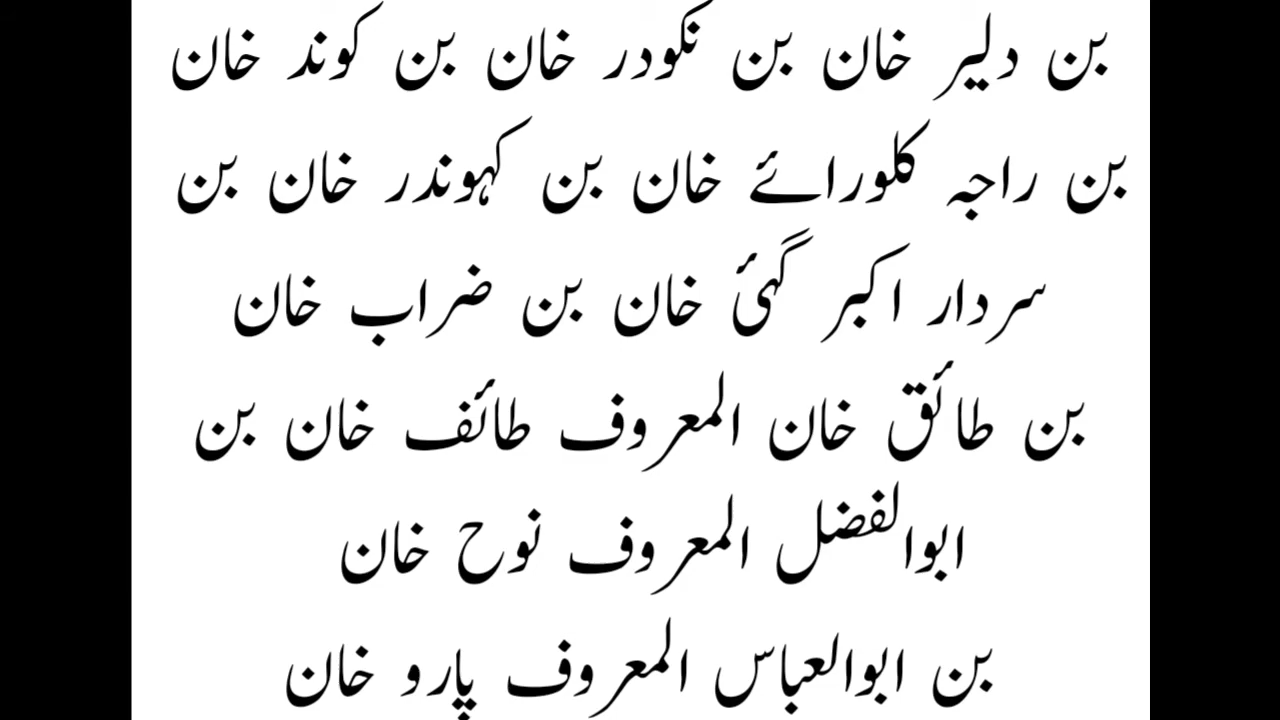 بن دلیر خان بن نکودر خان بن کوند خان
بن راجہ کلورائے خان بن کہوندر خان بن
سردار اکبر گہئ خان بن ضراب خان
بن طائق خان المعروف طائف خان بن
ابوالفضل المعروف نوح خان
بن ابوالعباس المعروف پارو خان